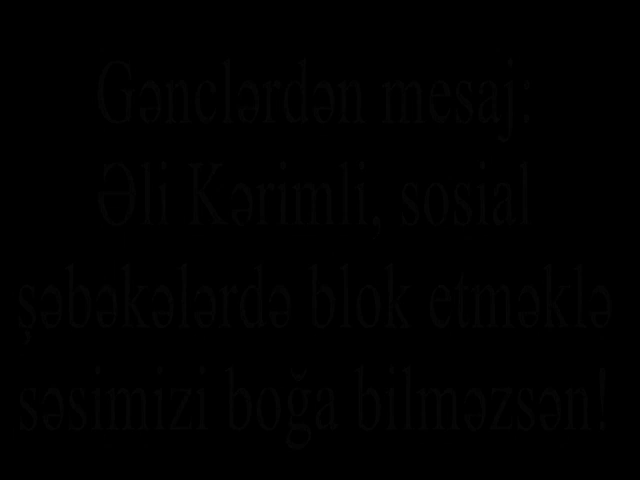 Gənclərdən mesaj:
Əli Kərimli, sosial
şəbəkələrdə blok etməklə
səsimizi boğa bilməzsən!